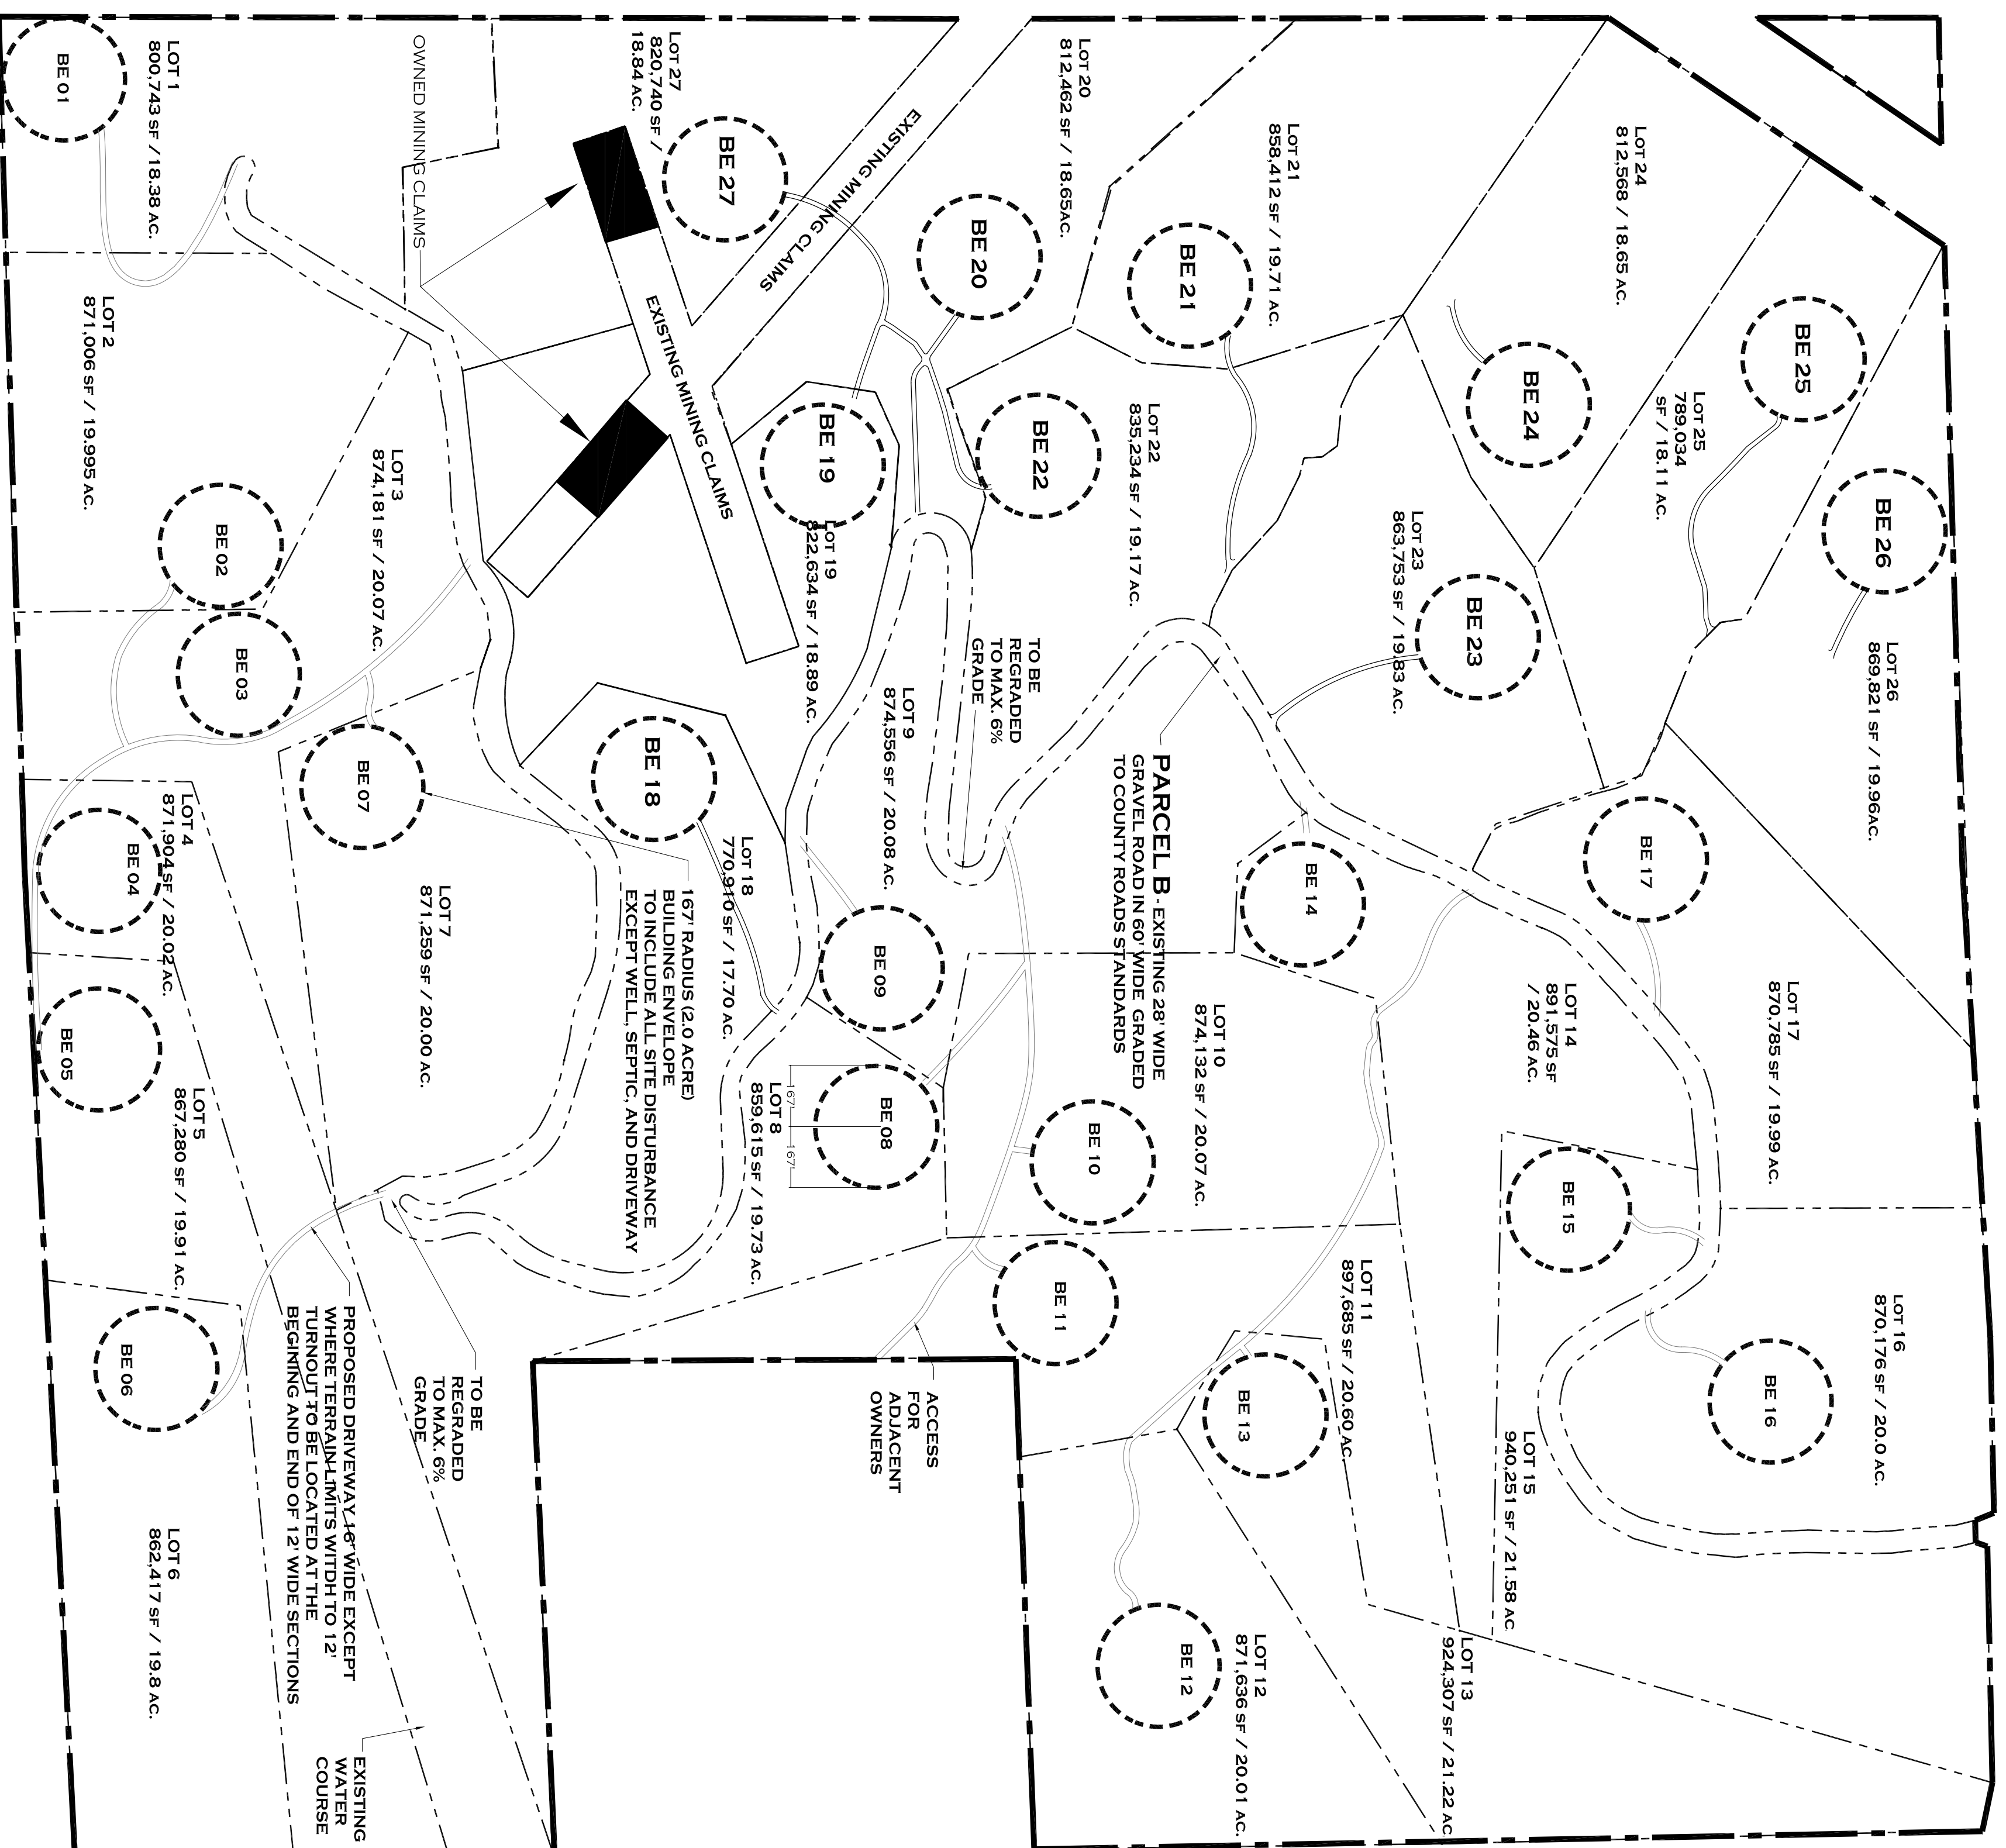 LOT 1
800,743 SF / 18.38 AC.
BE 01
OWNED MINING CLAIMS
LOT 27
820,740 SF /
18.84 AC.
BE 27
EXISTING MINING CLAIMS
LOT 20
812,462 SF / 18.65AC.
BE 20
LOT 21
858,412 SF / 19.71 AC.
BE 21
LOT 24
812,568 / 18.65 AC.
BE 24
BE 25
LOT 25
789,034
SF / 18.11 AC.
BE 26
LOT 26
869,821 SF / 19.96AC.
LOT 2
871,006 SF / 19.995 AC.
BE 02
LOT 3
874,181 SF / 20.07 AC.
BE 03
EXISTING MINING CLAIMS
BE 19
LOT 19
822,634 SF / 18.89 AC.
BE 22
LOT 22
835,234 SF / 19.17 AC.
LOT 23
863,753 SF / 19.83 AC.
BE 23
TO BE
REGRADED
TO MAX. 6%
GRADE
LOT 9
874,556 SF / 20.08 AC.
BE 09
PARCEL B - EXISTING 28' WIDE
GRAVEL ROAD IN 60' WIDE GRADED
TO COUNTY ROADS STANDARDS
BE 14
LOT 14
891,575 SF
/ 20.46 AC.
BE 17
LOT 17
870,785 SF / 19.99 AC.
LOT 4
871,904 SF / 20.02 AC.
BE 04
BE 07
LOT 7
871,259 SF / 20.00 AC.
BE 18
LOT 18
770,910 SF / 17.70 AC.
167' RADIUS (2.0 ACRE)
BUILDING ENVELOPE
TO INCLUDE ALL SITE DISTURBANCE
EXCEPT WELL, SEPTIC, AND DRIVEWAY
BE 05
LOT 5
867,280 SF / 19.91 AC.
LOT 8
859,615 SF / 19.73 AC.
167'
167'
BE 08
LOT 10
874,132 SF / 20.07 AC.
BE 10
BE 11
LOT 11
897,685 SF / 20.60 AC.
BE 15
LOT 15
940,251 SF / 21.58 AC
LOT 16
870,176 SF / 20.0 AC.
BE 16
BE 06
LOT 6
862,417 SF / 19.8 AC.
PROPOSED DRIVEWAY 16' WIDE EXCEPT
WHERE TERRAIN LIMITS WITDH TO 12'
TURNOUT TO BE LOCATED AT THE
BEGINING AND END OF 12' WIDE SECTIONS
TO BE
REGRADED
TO MAX. 6%
GRADE
EXISTING
WATER
COURSE
ACCESS
FOR
ADJACENT
OWNERS
BE 13
LOT 13
924,307 SF / 21.22 AC.
BE 12
LOT 12
871,636 SF / 20.01 AC.